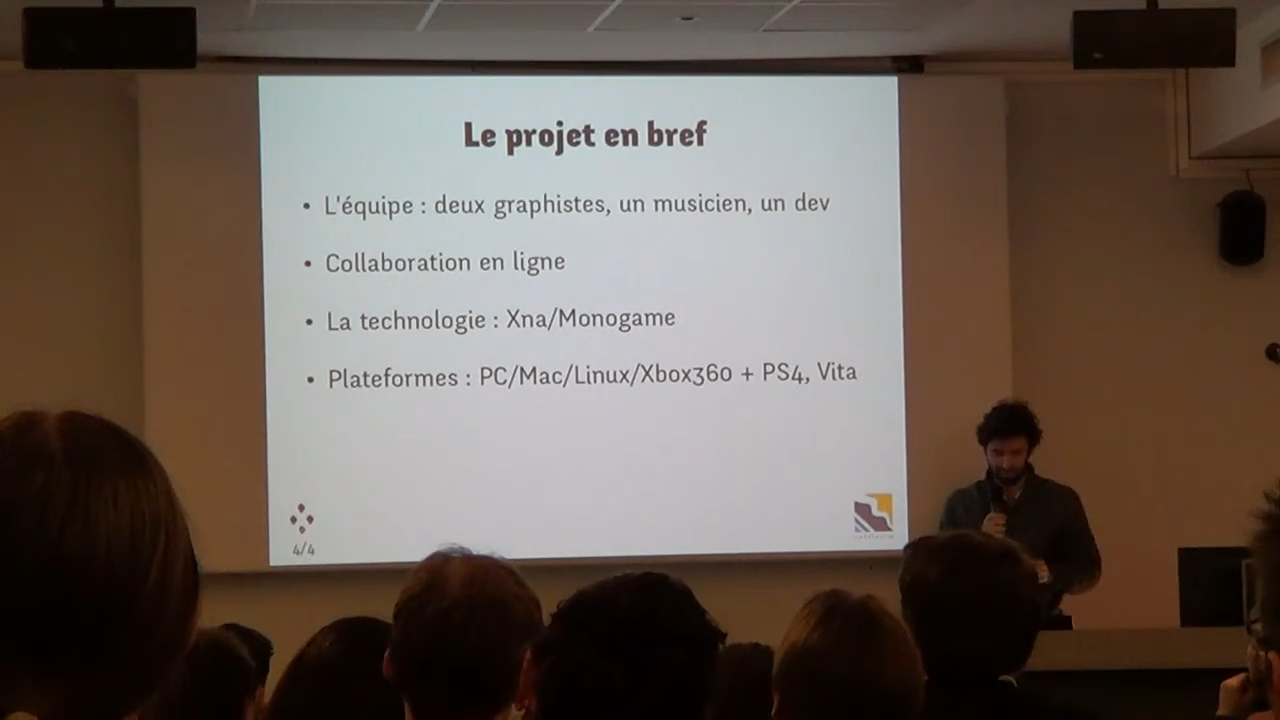 Le projet en bref
• L'équipe : deux graphistes, un musicien, un dev
• Collaboration en ligne
• La technologie : Xna/Monogame
• Plateformes : PC/Mac/Linux/Xbox360 + PS4, Vita
4/4